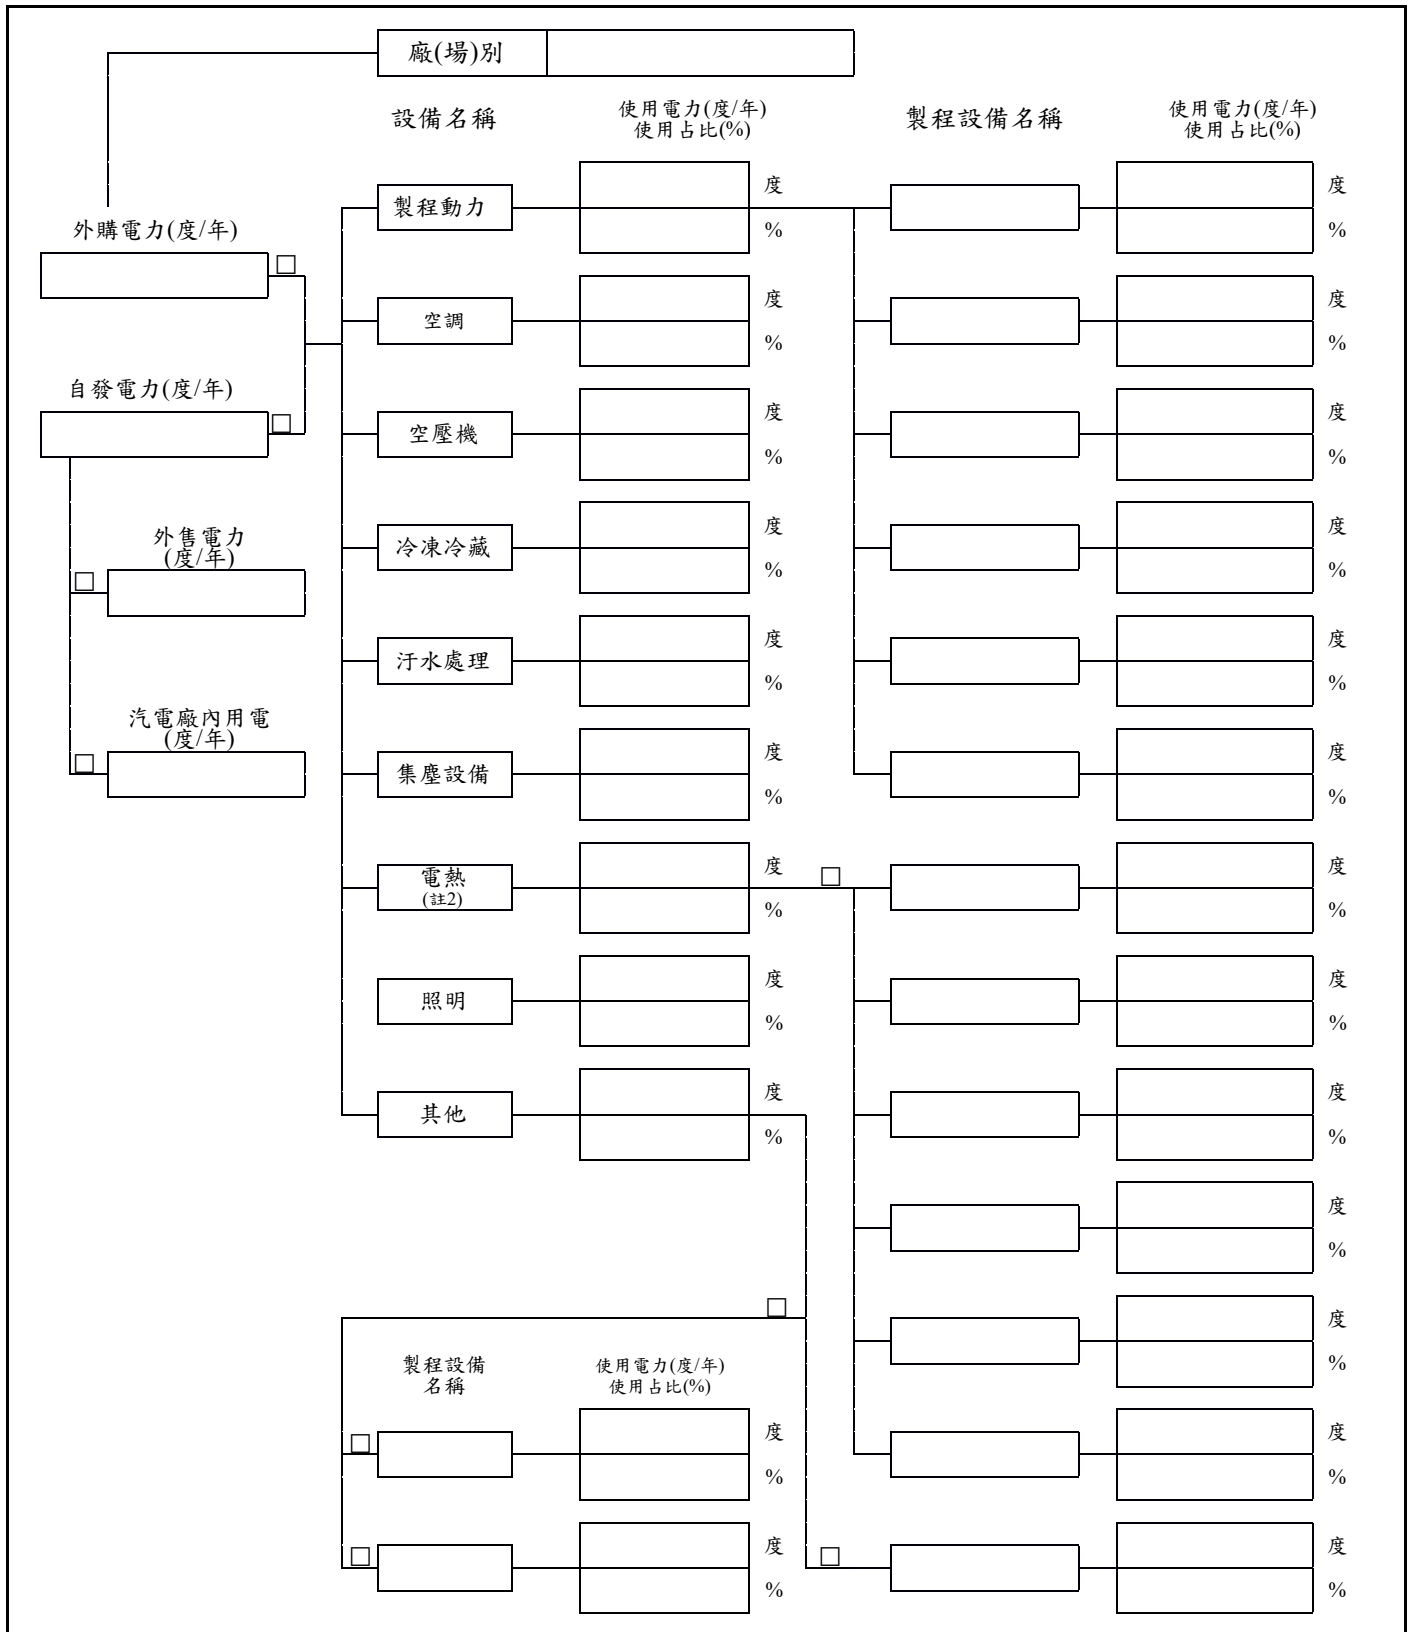 廠(場)別
設備名稱
使用電力(度/年)
使用占比(%)
製程設備名稱
使用電力(度/年)
使用占比(%)
製程動力
度
%
度
%
外購電力(度/年)
□
空調
度
%
度
%
自發電力(度/年)
□
空壓機
度
%
度
%
外售電力
(度/年)
□
冷凍冷藏
度
%
度
%
汙水處理
度
%
度
%
汽電廠內用電
(度/年)
□
集塵設備
度
%
度
%
電熱
(註2)
度
%
□
度
%
照明
度
%
度
%
其他
度
%
度
%
度
%
□
度
%
製程設備
名稱
使用電力(度/年)
使用占比(%)
□
度
%
度
%
□
度
%
□
度
%